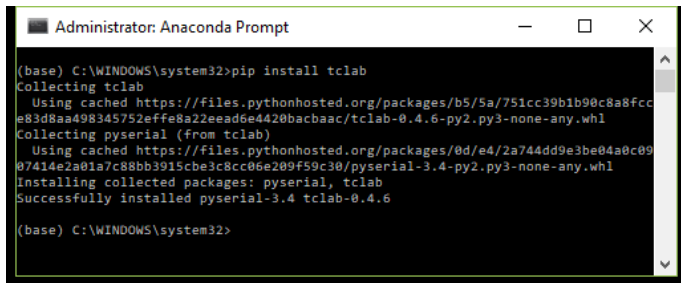 Administrator: Anaconda Prompt
(base) C:\WINDOWS\system32>pip install tclab
Collecting tclab
Using cached https://files.pythonhosted.org/packages/b5/5a/751cc39b1b90c8a8fcc
e83d8aa498345752effe8a22eead6e4420bacbaac/tclab-0.4.6-py2.py3-none-any.whl
Collecting pyserial (from tclab)
Using cached https://files.pythonhosted.org/packages/0d/e4/2a744dd9e3be04a0c09
07414e2a01a7c88bb3915cbe3c8cc06e209f59c30/pyserial-3.4-py2.py3-none-any.whl
Installing collected packages: pyserial, tclab
Successfully installed pyserial-3.4 tclab-0.4.6
(base) C:\WINDOWS\system32>